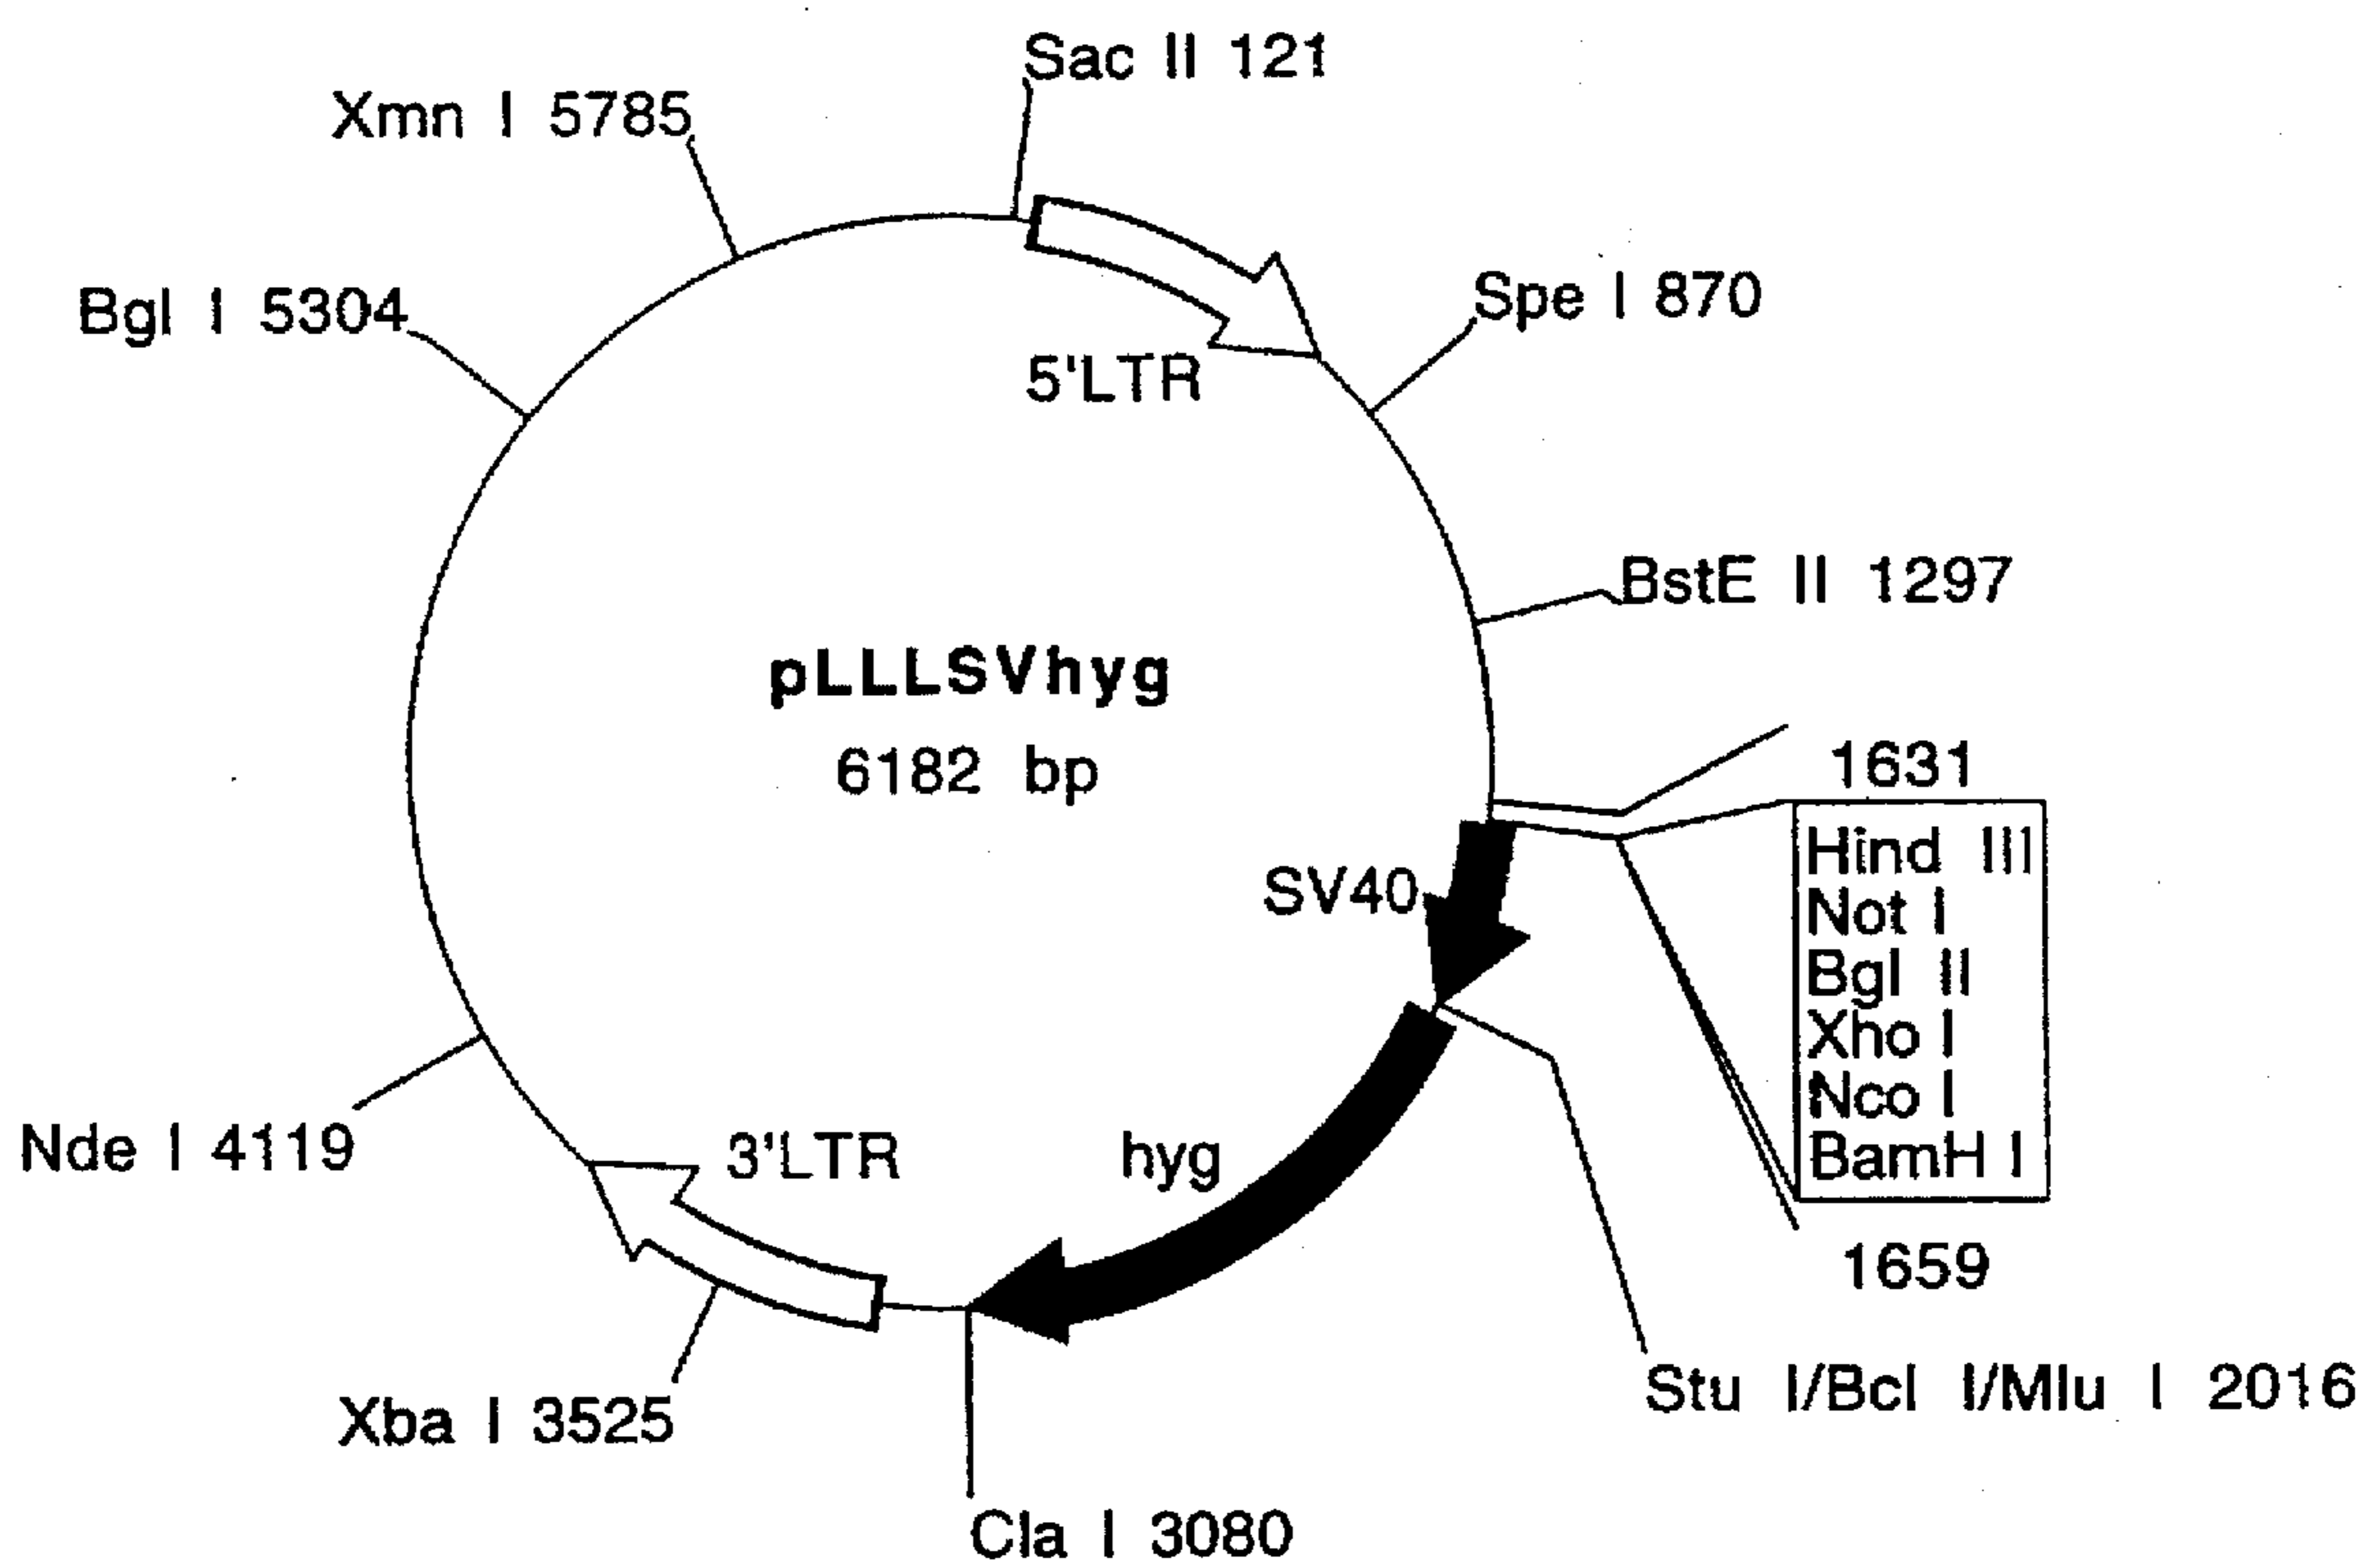 Sac II 121
Xmn I 5785
Spe I 870
Bgl I 5304
5'LTR
BstE II 1297
pLLLSVhyg
6182 bp
1631
Hind III
SV40
Not I
Bgl II
Xho I
Nco I
BamH I
Nde I 4119
3'LTR
hyg
1659
Stu I/Bcl I/Mlu I 2016
Xba I 3525
Cla I 3080